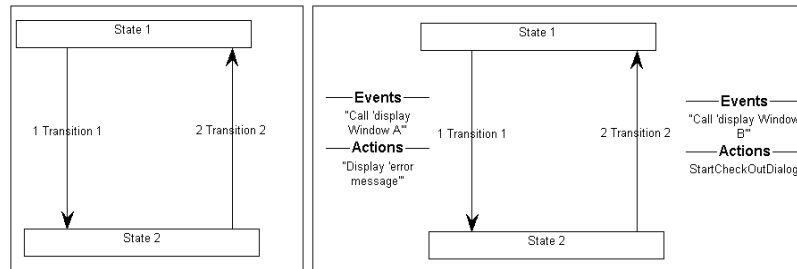 State 1
1 Transition 1
2 Transition 2
State 2
State 1
Events
"Call 'display
Window A'"
Actions
"Display 'error
message'"
1 Transition 1
2 Transition 2
Events
"Call 'display Window
B'"
Actions
StartCheckOutDialog
State 2